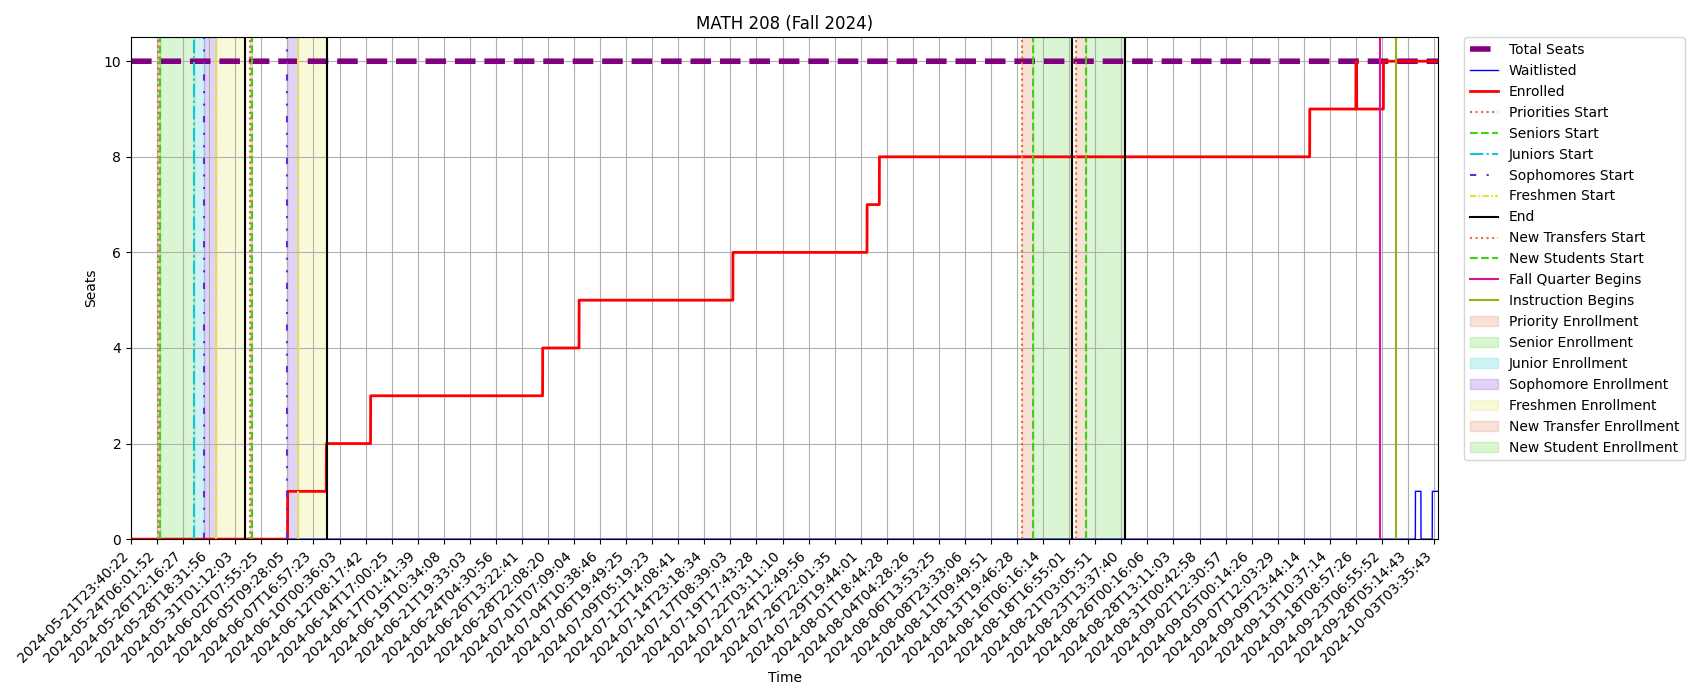 MATH 208 (Fall 2024)
Seats
10
8
6
4
2
0
2024-05-21T23:40:22
2024-05-24T06:01:52
2024-05-26T12:16:27
2024-05-28T18:31:56
2024-05-31T01:12:03
2024-06-02T07:55:25
2024-06-05T09:28:05
2024-06-07T16:57:23
2024-06-10T00:36:03
2024-06-12T08:17:42
2024-06-14T17:00:25
2024-06-17T01:41:39
2024-06-19T10:34:08
2024-06-21T19:33:03
2024-06-24T04:30:56
2024-06-26T13:22:41
2024-06-28T22:08:20
2024-07-01T07:09:04
2024-07-04T10:38:46
2024-07-06T19:49:25
2024-07-09T05:19:23
2024-07-12T14:08:41
2024-07-14T23:18:34
2024-07-17T08:39:03
2024-07-19T17:43:28
2024-07-22T03:11:10
2024-07-24T12:49:56
2024-07-26T22:01:35
2024-07-29T19:44:01
2024-08-01T18:44:28
2024-08-04T04:28:26
2024-08-06T13:53:25
2024-08-08T23:33:06
2024-08-11T09:49:51
2024-08-13T19:46:28
2024-08-16T06:16:14
2024-08-18T16:55:01
2024-08-21T03:05:51
2024-08-23T13:37:40
2024-08-26T01:16:06
2024-08-28T13:11:03
2024-08-31T00:42:58
2024-09-02T12:30:57
2024-09-05T00:14:26
2024-09-07T12:03:29
2024-09-09T23:44:14
2024-09-13T10:37:14
2024-09-18T08:57:26
2024-09-23T06:55:52
2024-09-28T05:14:43
2024-10-03T03:35:43
Time
Total Seats
Waitlisted
Enrolled
Priorities Start
Seniors Start
Juniors Start
Sophomores Start
Freshmen Start
End
New Transfers Start
New Students Start
Fall Quarter Begins
Instruction Begins
Priority Enrollment
Senior Enrollment
Junior Enrollment
Sophomore Enrollment
Freshmen Enrollment
New Transfer Enrollment
New Student Enrollment